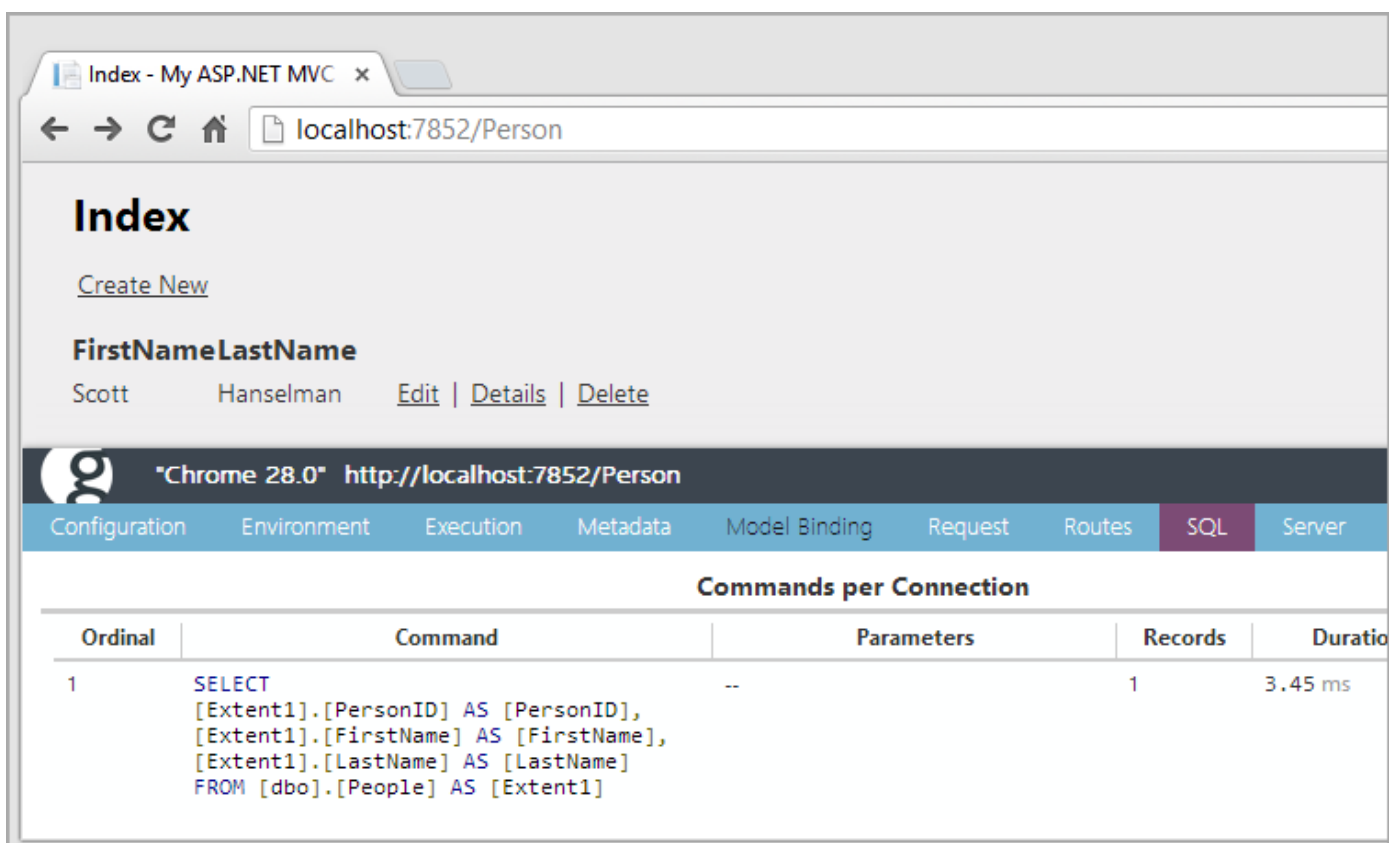 Index - My ASP.NET MVC
localhost:7852/Person
Index
Create New
FirstName LastName
Scott Hanselman Edit | Details | Delete
g "Chrome 28.0" http://localhost:7852/Person
Configuration Environment Execution Metadata Model Binding Request Routes SQL Server
Commands per Connection
Ordinal Command Parameters Records Duratio
1 SELECT -- 1 3.45 ms
[Extent1].[PersonID] AS [PersonID],
[Extent1].[FirstName] AS [FirstName],
[Extent1].[LastName] AS [LastName]
FROM [dbo].[People] AS [Extent1]